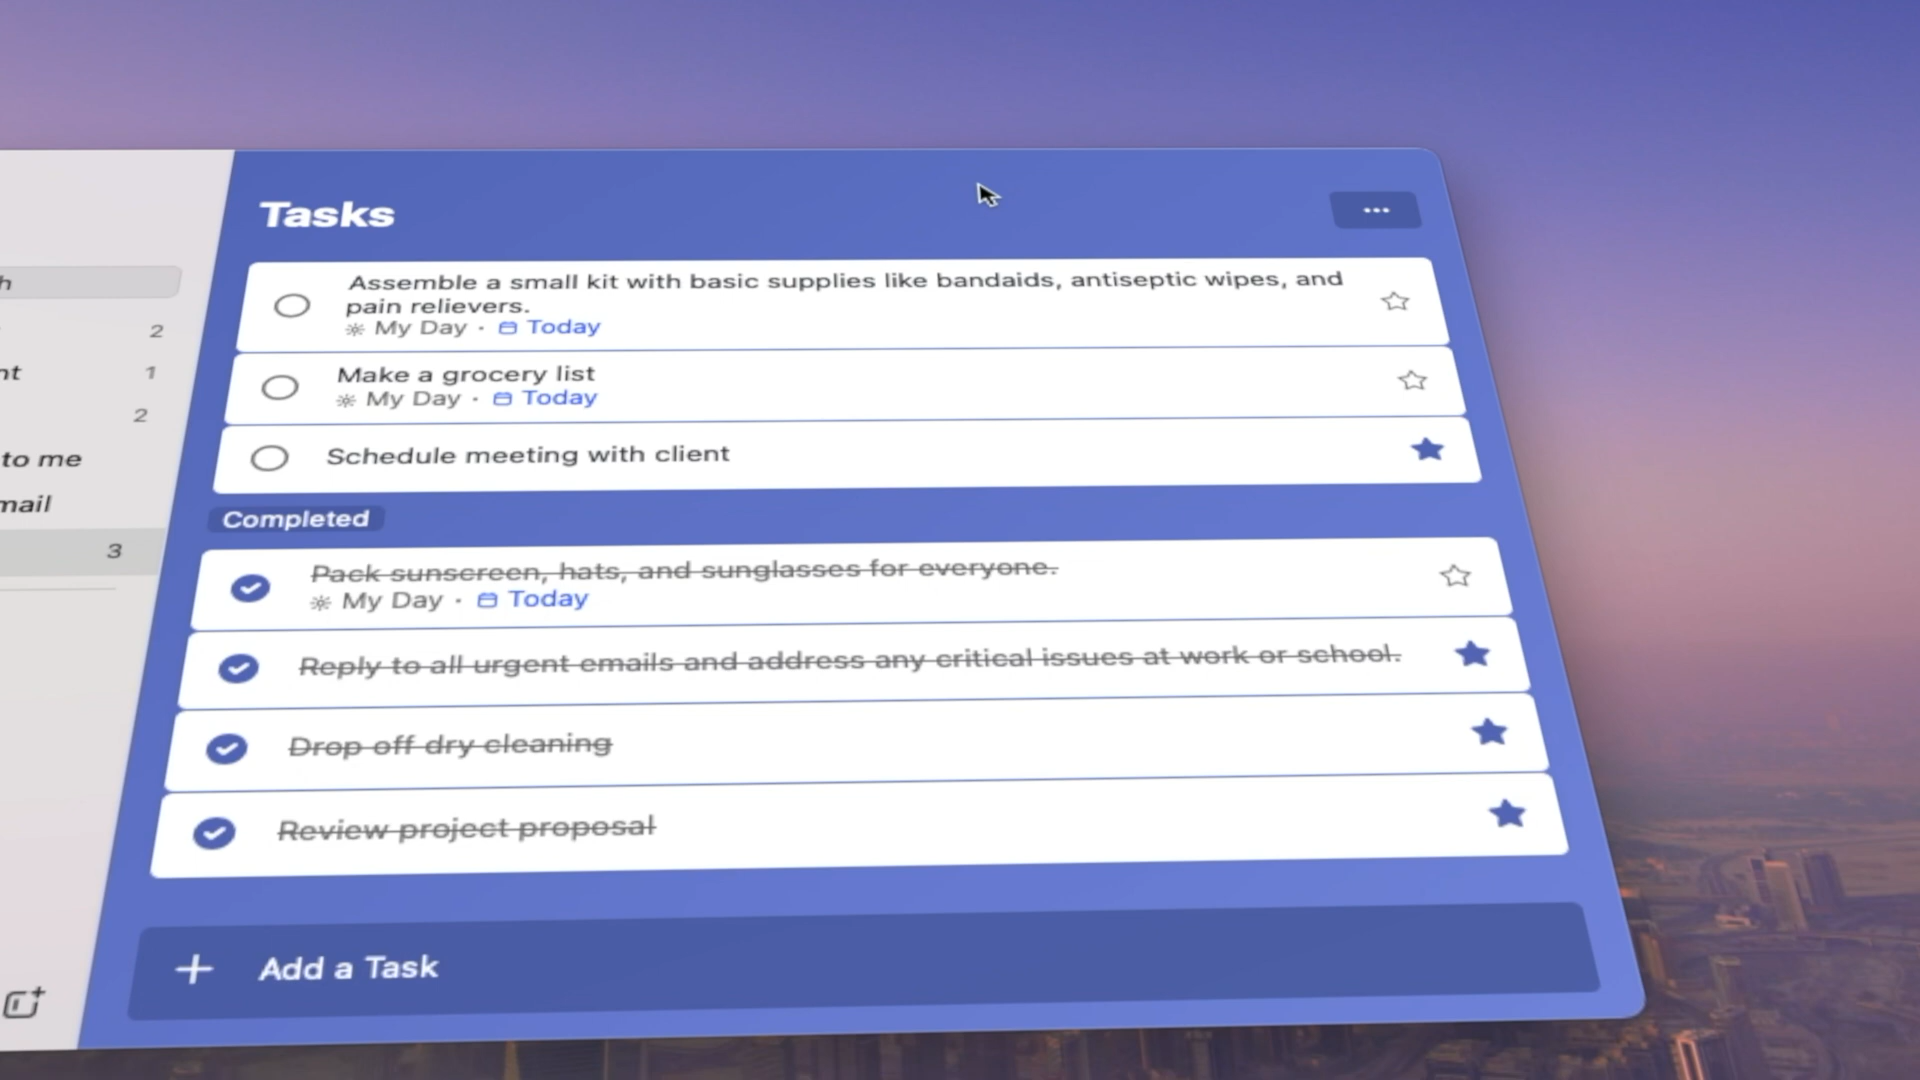 Tasks
Assemble a small kit with basic supplies like bandaids, antiseptic wipes, and
pain relievers.
My Day · Today
2
Make a grocery list
1
My Day · Today
2
Schedule meeting with client
to me
Completed
3
Pack sunscreen, hats, and sunglasses for everyone.
My Day · Today
Reply to all urgent emails and address any critical issues at work or school.
Drop off dry cleaning
Review project proposal
Add a Task